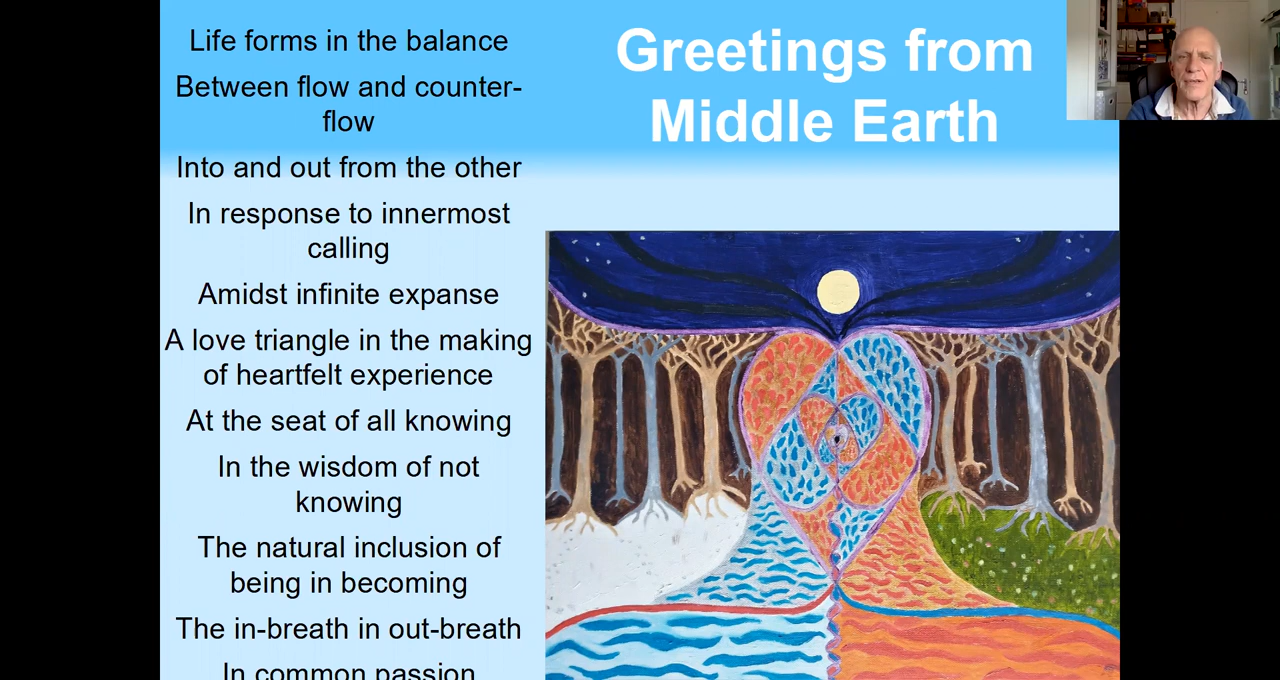 Life forms in the balance
Between flow and counter-
flow
Into and out from the other
In response to innermost
calling
Amidst infinite expanse
A love triangle in the making
of heartfelt experience
At the seat of all knowing
In the wisdom of not
knowing
The natural inclusion of
being in becoming
The in-breath in out-breath
In common passion
Greetings from
Middle Earth